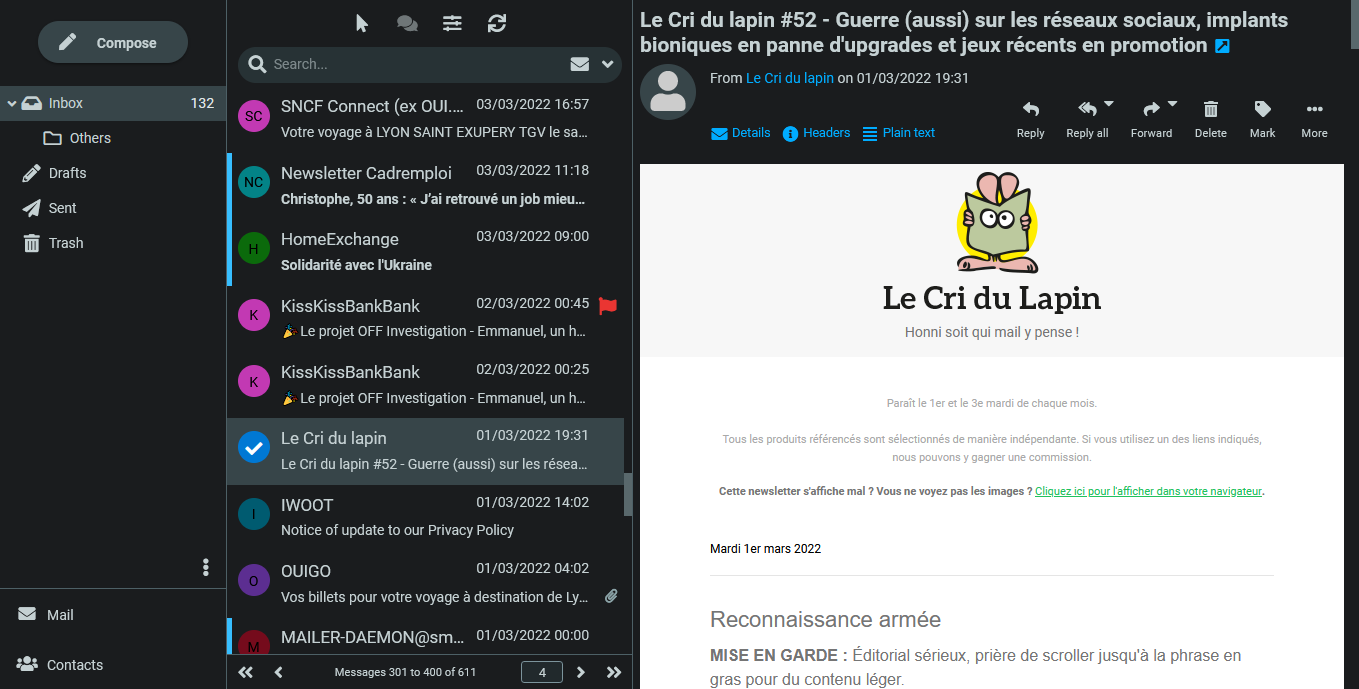 Compose
Inbox 132
Others
Drafts
Sent
Trash
Mail
Contacts
Search...
SC SNCF Connect (ex OUI.... 03/03/2022 16:57
Votre voyage à LYON SAINT EXUPERY TGV le sa...
NC Newsletter Cadremploi 03/03/2022 11:18
Christophe, 50 ans : « J'ai retrouvé un job mieu...
H HomeExchange 03/03/2022 09:00
Solidarité avec l'Ukraine
K KissKissBankBank 02/03/2022 00:45
🎉 Le projet OFF Investigation - Emmanuel, un h...
K KissKissBankBank 02/03/2022 00:25
🎉 Le projet OFF Investigation - Emmanuel, un h...
Le Cri du lapin 01/03/2022 19:31
Le Cri du lapin #52 - Guerre (aussi) sur les résea...
I IWOOT 01/03/2022 14:02
Notice of update to our Privacy Policy
O OUIGO 01/03/2022 04:02
Vos billets pour votre voyage à destination de Ly...
M MAILER-DAEMON@sm... 01/03/2022 00:00
Messages 301 to 400 of 611 4
Le Cri du lapin #52 - Guerre (aussi) sur les réseaux sociaux, implants
bioniques en panne d'upgrades et jeux récents en promotion
From Le Cri du lapin on 01/03/2022 19:31
Details Headers Plain text
Reply Reply all Forward Delete Mark More
Le Cri du Lapin
Honni soit qui mail y pense !
Paraît le 1er et le 3e mardi de chaque mois.
Tous les produits référencés sont sélectionnés de manière indépendante. Si vous utilisez un des liens indiqués,
nous pouvons y gagner une commission.
Cette newsletter s'affiche mal ? Vous ne voyez pas les images ? Cliquez ici pour l'afficher dans votre navigateur.
Mardi 1er mars 2022
Reconnaissance armée
MISE EN GARDE : Éditorial sérieux, prière de scroller jusqu'à la phrase en
gras pour du contenu léger.